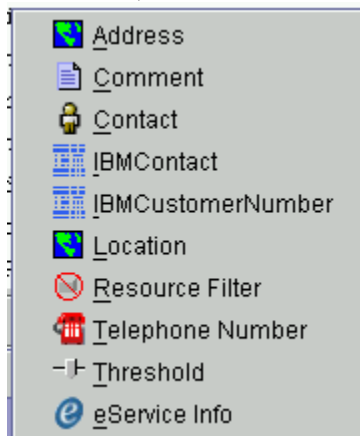 Address
Comment
Contact
IBMContact
IBMCustomerNumber
Location
Resource Filter
Telephone Number
Threshold
eService Info